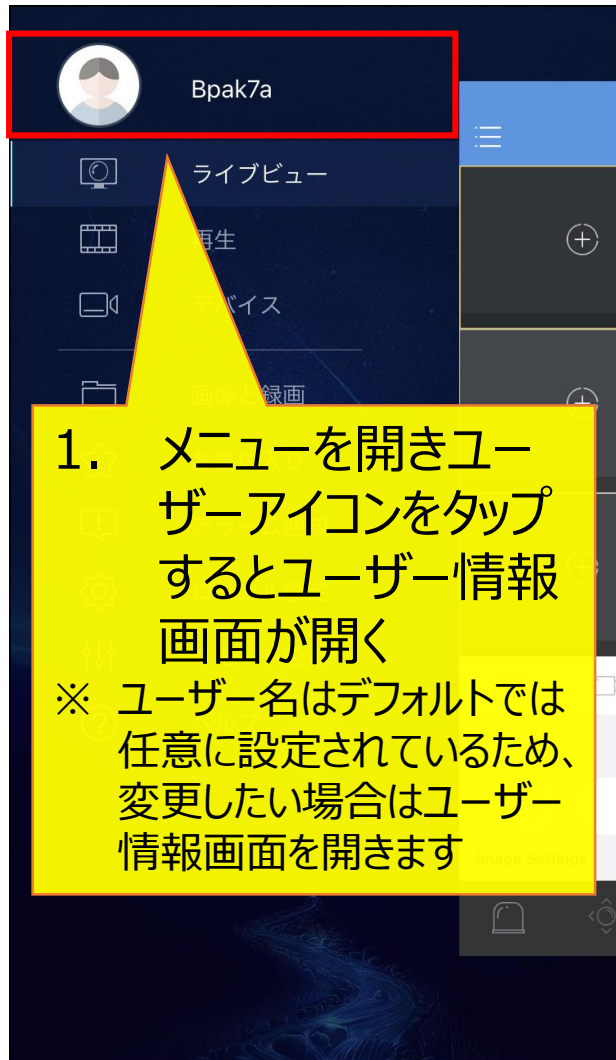 Bpak7a
ライブビュー
再生
デバイス
画像と録画
1. メニューを開きユー
ザーアイコンをタップ
するとユーザー情報
画面が開く
※ ユーザー名はデフォルトでは
任意に設定されているため、
変更したい場合はユーザー
情報画面を開きます
Image Settings